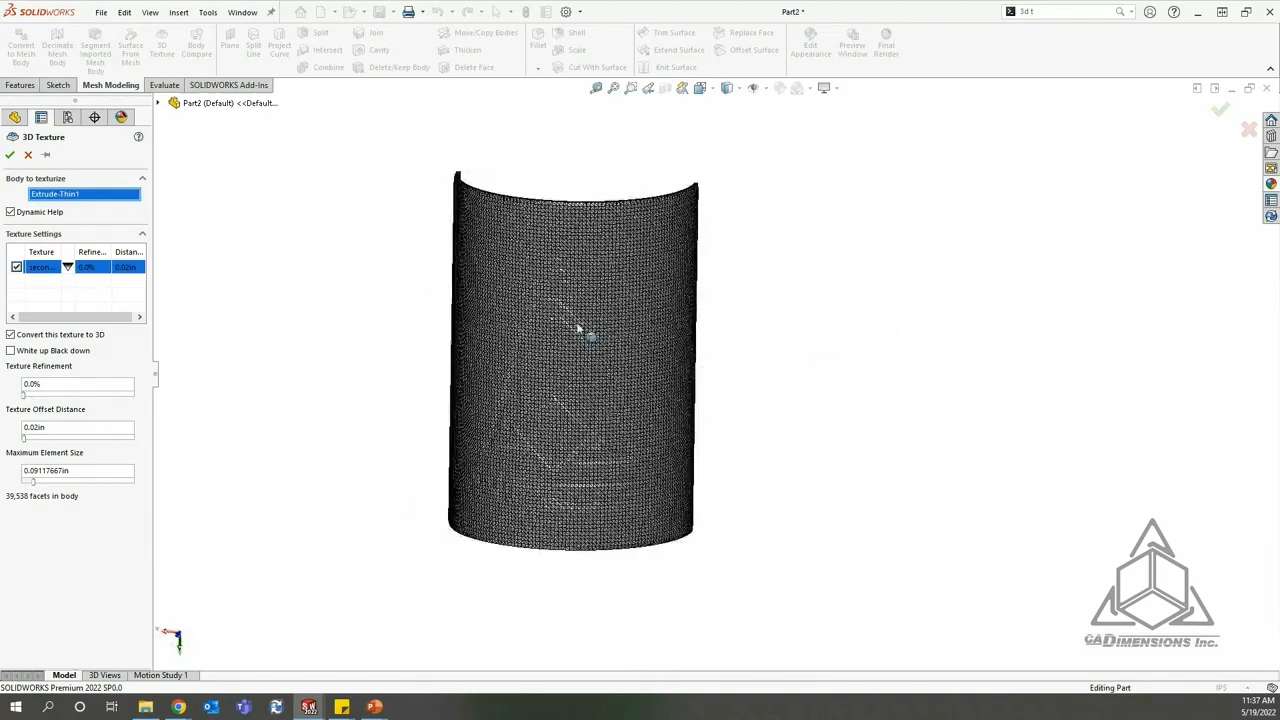 SOLIDWORKS
File
Edit
View
Insert
Tools
Window
Part2 *
3d t
Convert to Mesh Body
Decimate Mesh Body
Segment Imported Mesh Body
Surface From Mesh
3D Texture
Body Compare
Plane
Split Line
Project Curve
Split
Intersect
Combine
Join
Cavity
Delete/Keep Body
Move/Copy Bodies
Thicken
Delete Face
Fillet
Shell
Scale
Cut With Surface
Trim Surface
Extend Surface
Knit Surface
Replace Face
Offset Surface
Edit Appearance
Preview Window
Final Render
Features
Sketch
Mesh Modeling
Evaluate
SOLIDWORKS Add-Ins
Part2 (Default) <<Default...
3D Texture
Body to texturize
Extrude-Thin1
Dynamic Help
Texture Settings
Texture
Refine...
Distan...
secon...
0.0%
0.02in
Convert this texture to 3D
White up Black down
Texture Refinement
0.0%
Texture Offset Distance
0.02in
Maximum Element Size
0.09117667in
39,538 facets in body
CADIMENSIONS Inc.
Model
3D Views
Motion Study 1
SOLIDWORKS Premium 2022 SP0.0
Editing Part
IPS
11:37 AM
5/19/2022